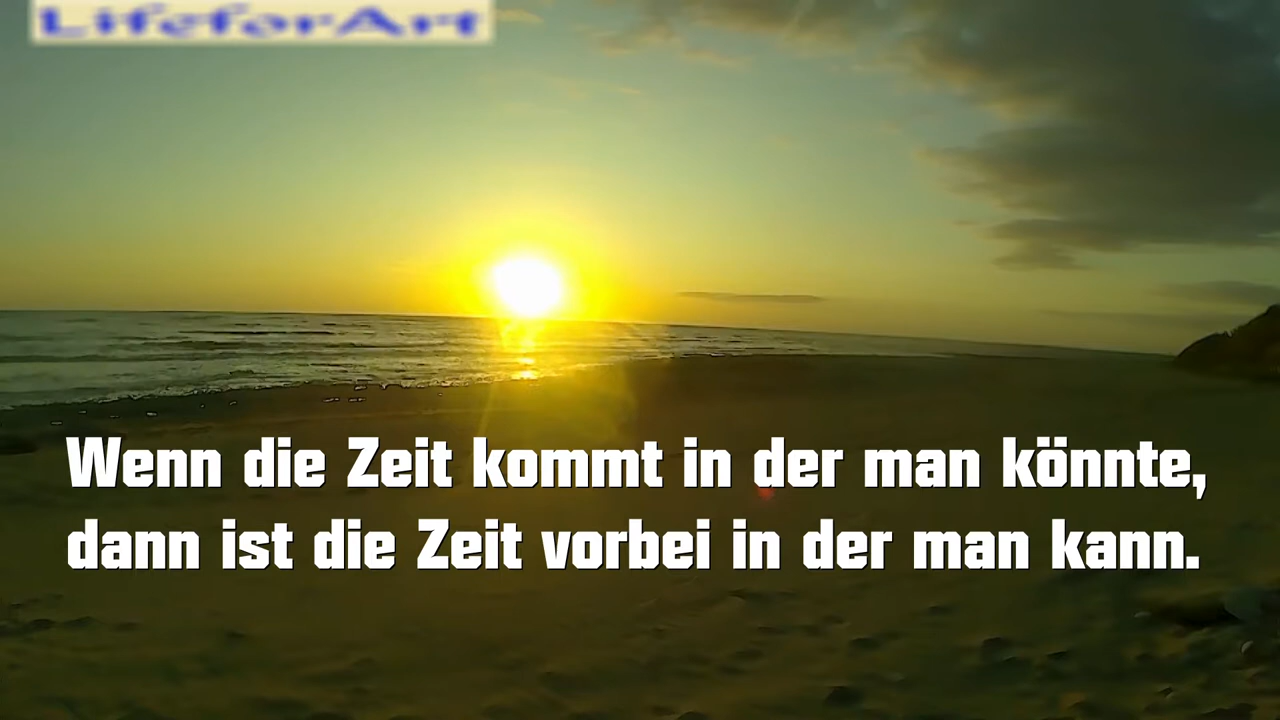 LifeforArt
Wenn die Zeit kommt in der man könnte,
dann ist die Zeit vorbei in der man kann.